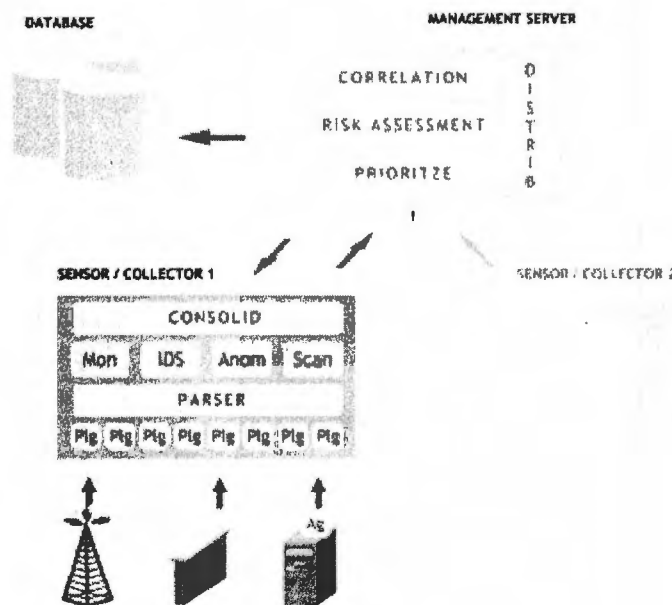 DATABASE
MANAGEMENT SERVER
CORRELATION
RISK ASSESSMENT
PRIORITZE
DISTRIB
SENSOR / COLLECTOR 1
SENSOR / COLLECTOR 2
CONSOLID
Mon IDS Anom Scan
PARSER
Plg Plg Plg Plg Plg Plg Plg Plg
Ag